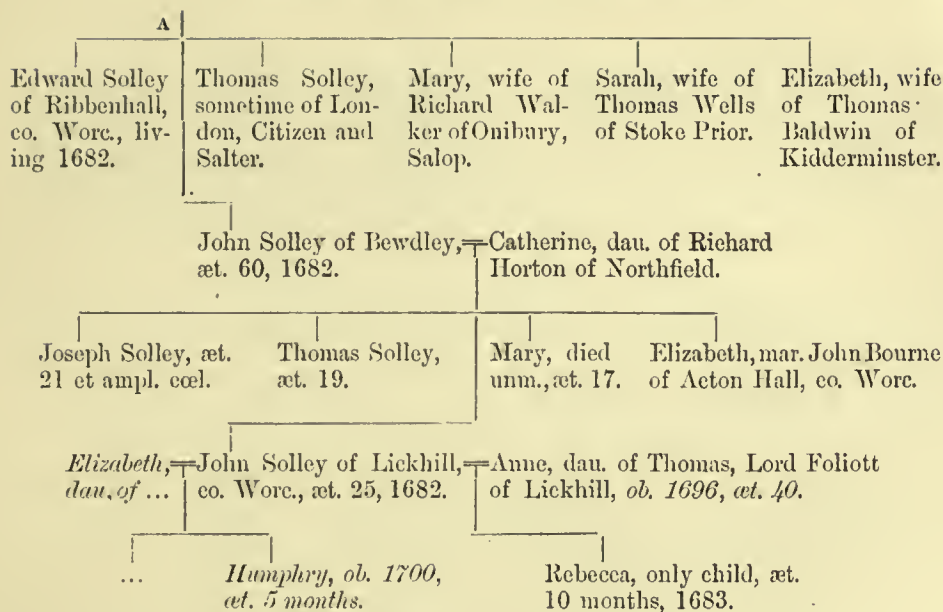 A
Edward Solley
of Ribbenhall,
co. Worc., liv-
ing 1682.
Thomas Solley,
sometime of Lon-
don, Citizen and
Salter.
Mary, wife of
Richard Wal-
ker of Onibury,
Salop.
Sarah, wife of
Thomas Wells
of Stoke Prior.
Elizabeth, wife
of Thomas
Baldwin of
Kidderminster.
John Solley of Bewdley,
æt. 60, 1682.
Catherine, dau. of Richard
Horton of Northfield.
Joseph Solley, æt.
21 et ampl. cœl.
Thomas Solley,
æt. 19.
Mary, died
unm., æt. 17.
Elizabeth, mar. John Bourne
of Acton Hall, co. Worc.
Elizabeth,
dau. of ...
John Solley of Lickhill,
co. Worc., æt. 25, 1682.
Anne, dau. of Thomas, Lord Foliott
of Lickhill, ob. 1696, æt. 40.
...
Humphry, ob. 1700,
æt. 5 months.
Rebecca, only child, æt.
10 months, 1683.